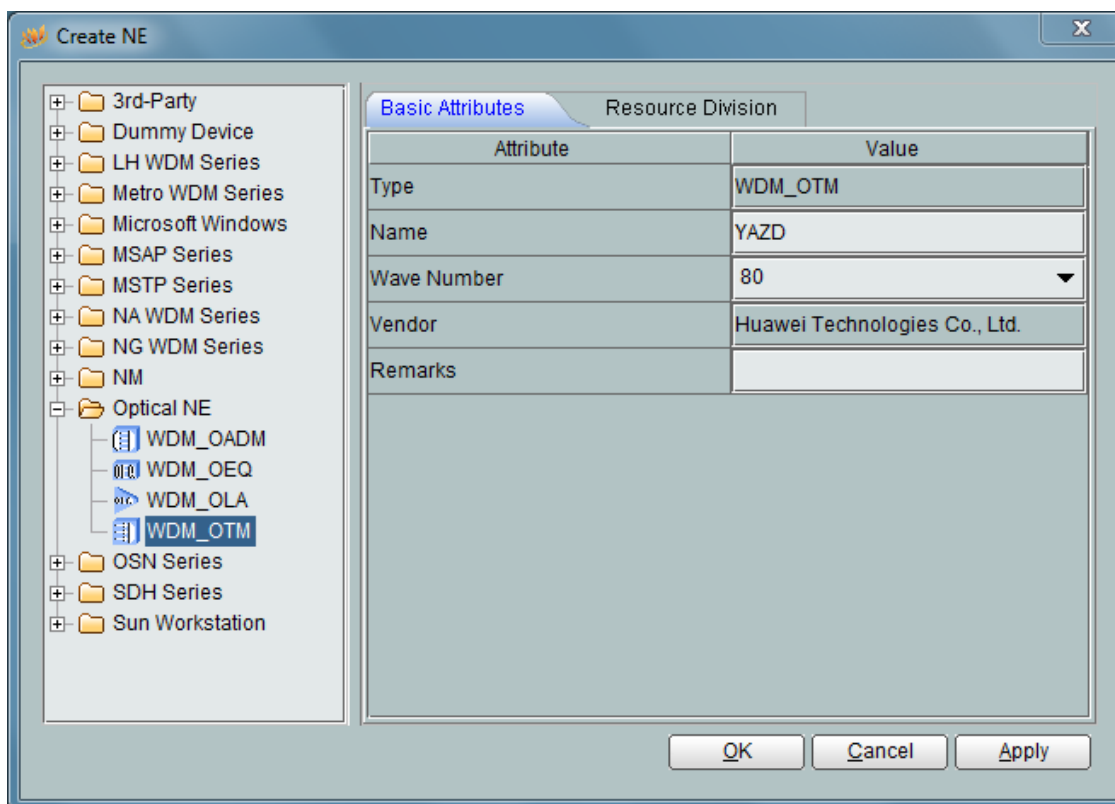 Create NE
3rd-Party
Dummy Device
LH WDM Series
Metro WDM Series
Microsoft Windows
MSAP Series
MSTP Series
NA WDM Series
NG WDM Series
NM
Optical NE
WDM_OADM
WDM_OEQ
WDM_OLA
WDM_OTM
OSN Series
SDH Series
Sun Workstation
Basic Attributes Resource Division
Attribute Value
Type WDM_OTM
Name YAZD
Wave Number 80
Vendor Huawei Technologies Co., Ltd.
Remarks
OK Cancel Apply